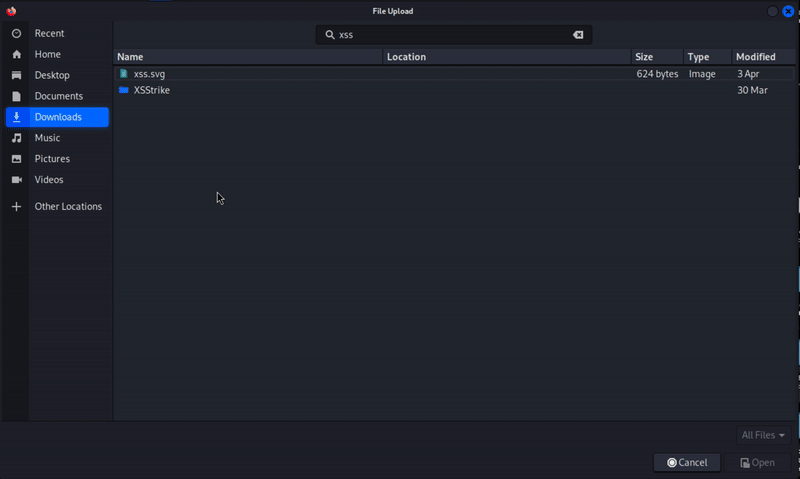 File Upload
Recent
Home
Desktop
Documents
Downloads
Music
Pictures
Videos
Other Locations
xss
Name Location Size Type Modified
xss.svg 624 bytes Image 3 Apr
XSStrike 30 Mar
All Files
Cancel Open